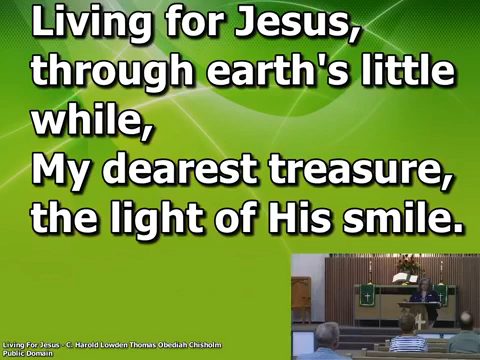 Living for Jesus,
through earth's little
while,
My dearest treasure,
the light of His smile.
Living For Jesus - C. Harold Lowden Thomas Obediah Chisholm
Public Domain